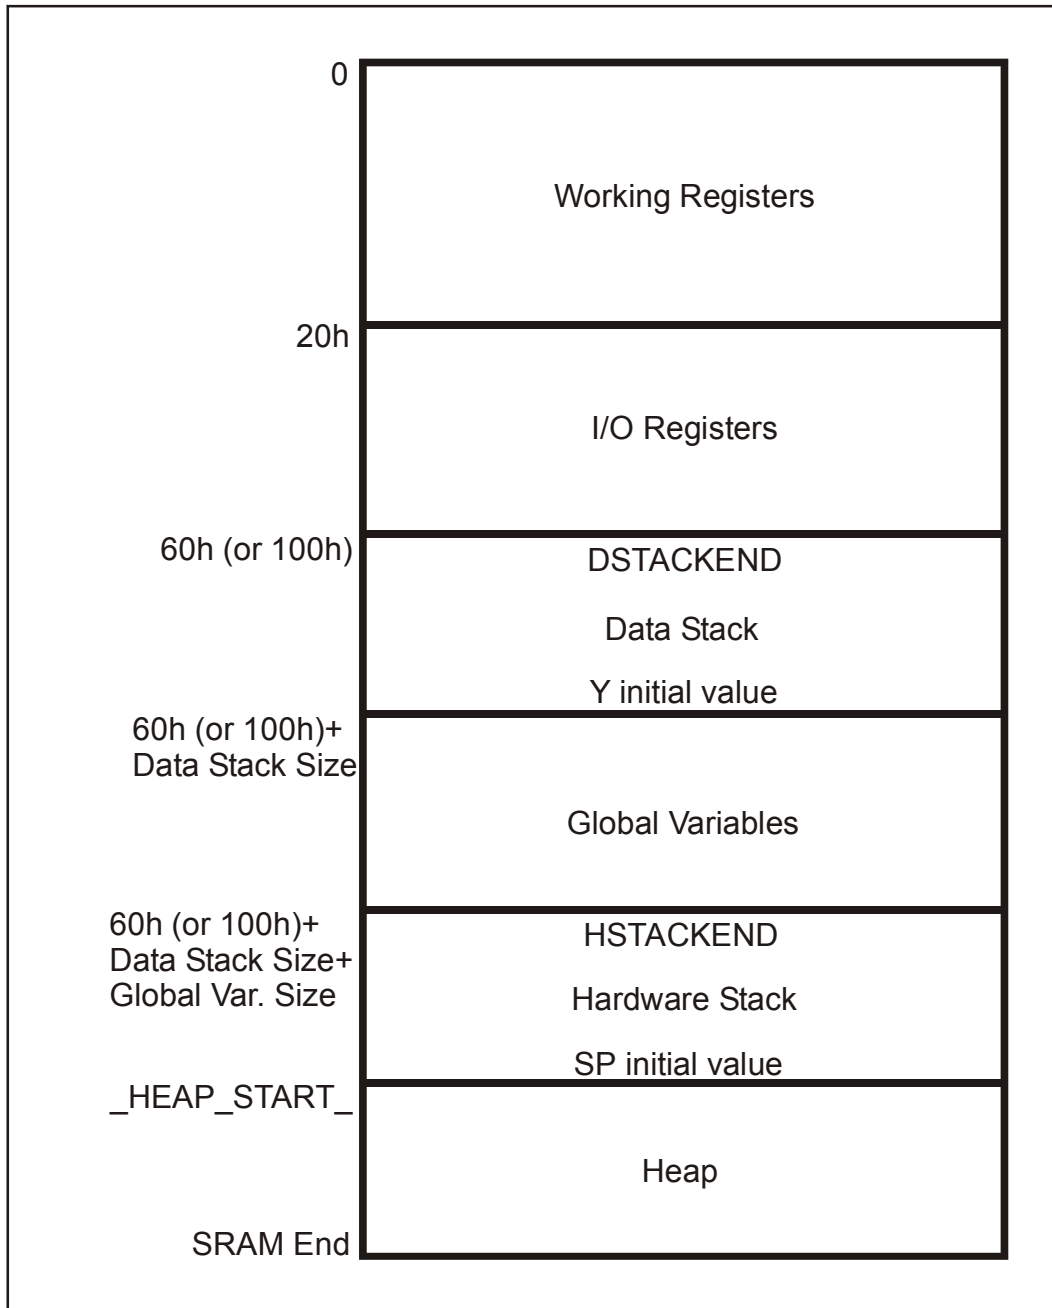 0
Working Registers
20h
I/O Registers
60h (or 100h)
DSTACKEND
Data Stack
Y initial value
60h (or 100h)+
Data Stack Size
Global Variables
60h (or 100h)+
Data Stack Size+
Global Var. Size
HSTACKEND
Hardware Stack
SP initial value
_HEAP_START_
Heap
SRAM End